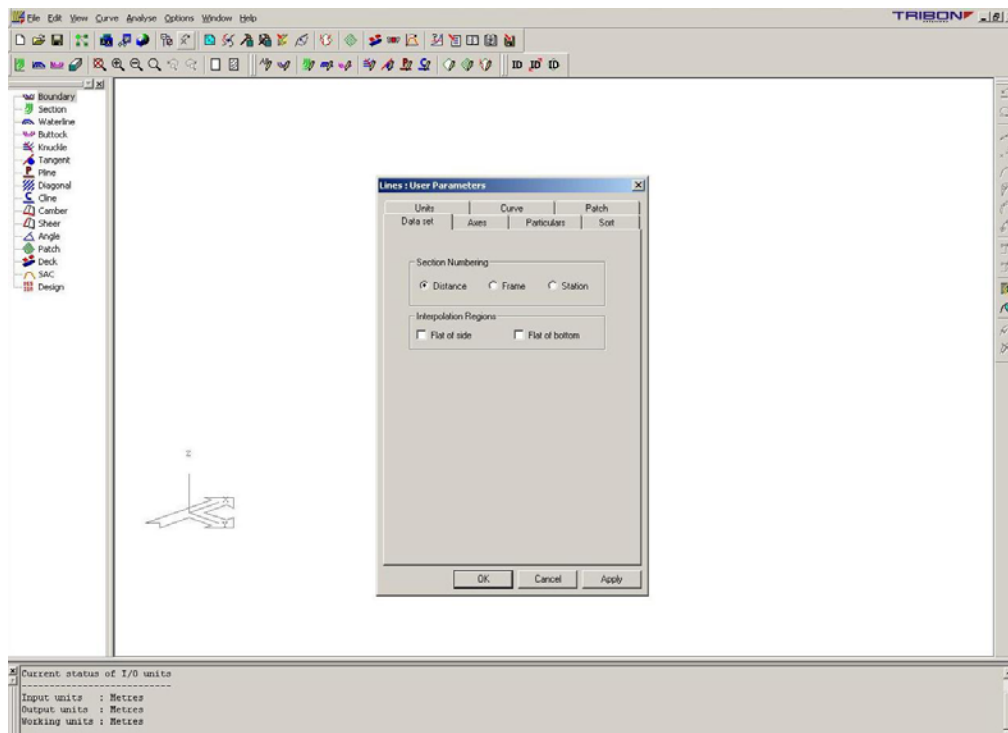 File Edit View Curve Analyse Options Window Help
TRIBON
ID ID ID
Boundary
Section
Waterline
Buttock
Knuckle
Tangent
Pline
Diagonal
Cline
Camber
Sheer
Angle
Patch
Deck
SAC
Design
Lines : User Parameters
Units Curve Patch
Data set Axes Particulars Sort
Section Numbering
Distance Frame Station
Interpolation Regions
Flat of side Flat of bottom
OK Cancel Apply
Z
X
Y
Current status of I/O units
---------------------------
Input units : Metres
Output units : Metres
Working units : Metres